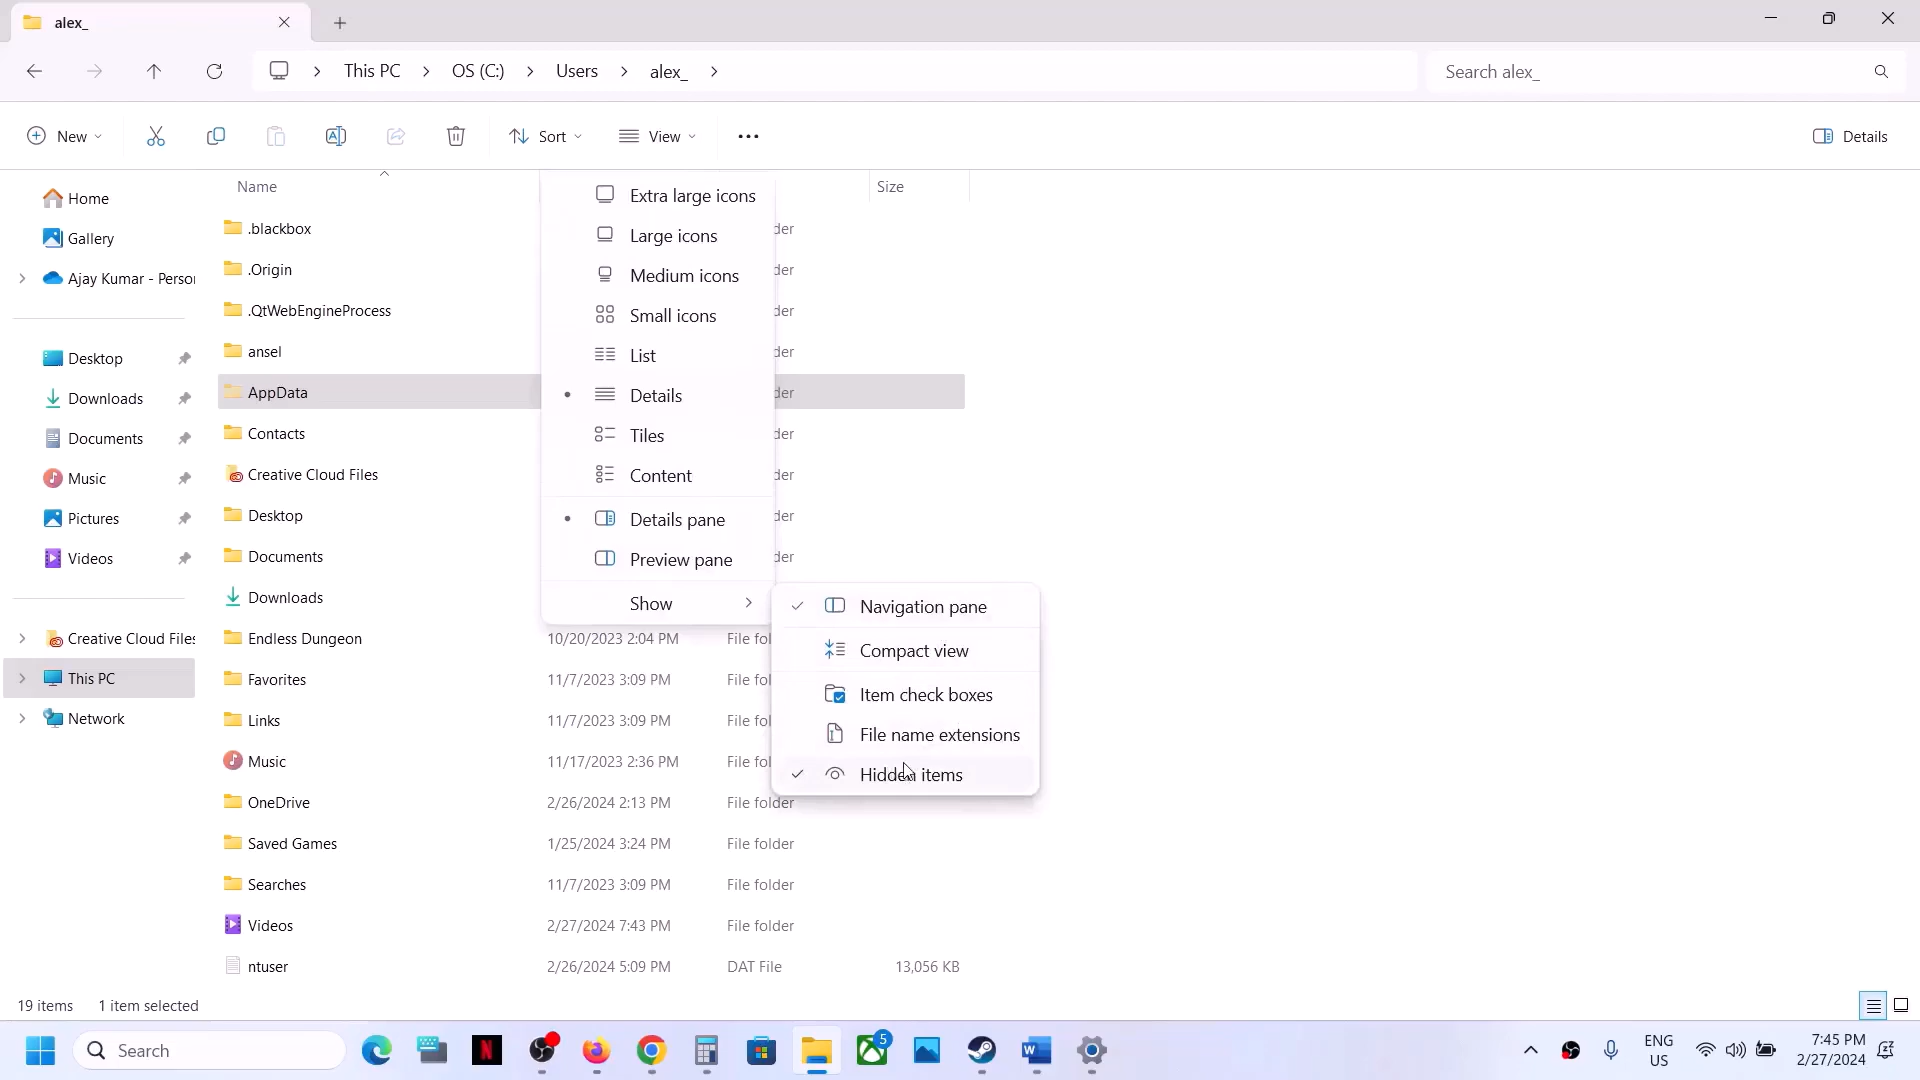 alex_
This PC
OS (C:)
Users
alex_
Search alex_
New
Sort
View
Details
Name
Size
Home
Gallery
Ajay Kumar - Person
Desktop
Downloads
Documents
Music
Pictures
Videos
Creative Cloud Files
This PC
Network
.blackbox
der
.Origin
der
.QtWebEngineProcess
der
ansel
der
AppData
der
Contacts
der
Creative Cloud Files
der
Desktop
der
Documents
der
Downloads
Endless Dungeon 10/20/2023 2:04 PM File fol
Favorites 11/7/2023 3:09 PM File fol
Links 11/7/2023 3:09 PM File fol
Music 11/17/2023 2:36 PM File fol
OneDrive 2/26/2024 2:13 PM File folder
Saved Games 1/25/2024 3:24 PM File folder
Searches 11/7/2023 3:09 PM File folder
Videos 2/27/2024 7:43 PM File folder
ntuser 2/26/2024 5:09 PM DAT File 13,056 KB
Extra large icons
Large icons
Medium icons
Small icons
List
Details
Tiles
Content
Details pane
Preview pane
Show
Navigation pane
Compact view
Item check boxes
File name extensions
Hidden items
19 items 1 item selected
Search
5
ENG
US
7:45 PM
2/27/2024